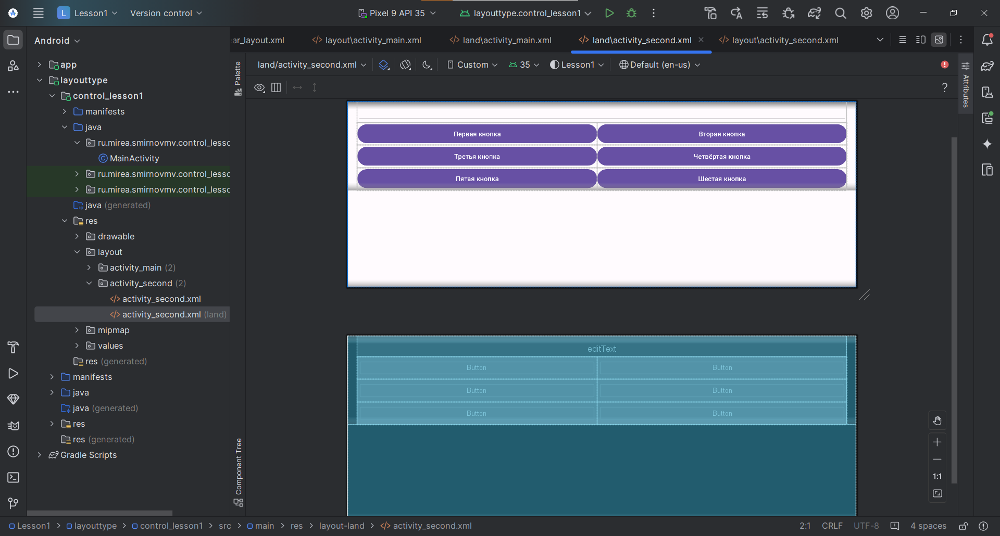 L Lesson1 Version control Pixel 9 API 35 layouttype.control_lesson1
Android
ar_layout.xml layout\activity_main.xml land\activity_main.xml land\activity_second.xml layout\activity_second.xml
land/activity_second.xml Custom 35 Lesson1 Default (en-us)
Palette
Attributes
app
layouttype
control_lesson1
manifests
java
ru.mirea.smirnovmv.control_lesso
MainActivity
ru.mirea.smirnovmv.control_lesso
ru.mirea.smirnovmv.control_lesso
java (generated)
res
drawable
layout
activity_main (2)
activity_second (2)
activity_second.xml
activity_second.xml (land)
mipmap
values
res (generated)
manifests
java
java (generated)
res
res (generated)
Gradle Scripts
Component Tree
Первая кнопка Вторая кнопка
Третья кнопка Четвёртая кнопка
Пятая кнопка Шестая кнопка
editText
Button Button
Button Button
Button Button
1:1
Lesson1 layouttype control_lesson1 src main res layout-land activity_second.xml 2:1 CRLF UTF-8 4 spaces